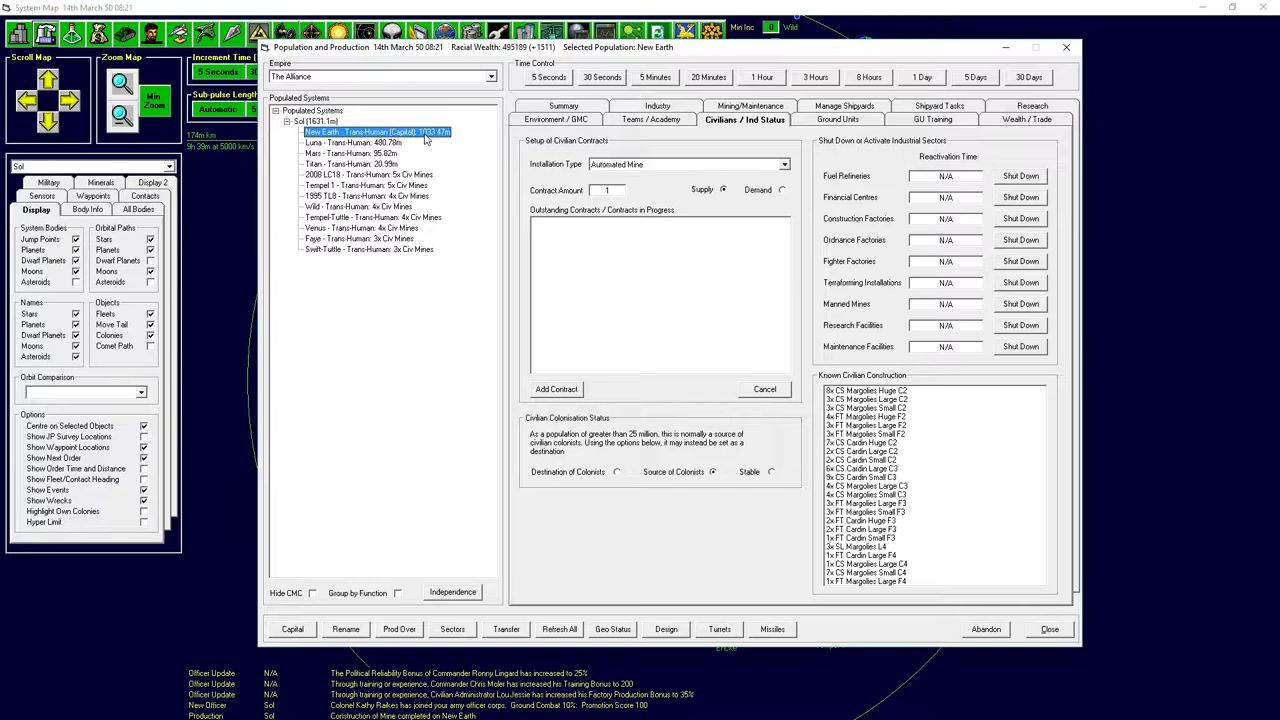 System Map  14th March 50 08:21
Min Inc
0
Wild
Scroll Map
Zoom Map
Min
Zoom
Increment Time (
5 Seconds
30
Sub-pulse Length
Automatic
5 S
174m km
9h 39m at 5000 km/s
Sol
Military
Minerals
Display 2
Sensors
Waypoints
Contacts
Display
Body Info
All Bodies
System Bodies
Orbital Paths
Jump Points
Stars
Planets
Planets
Dwarf Planets
Dwarf Planets
Moons
Moons
Asteroids
Asteroids
Names
Objects
Stars
Fleets
Planets
Move Tail
Dwarf Planets
Colonies
Moons
Comet Path
Asteroids
Orbit Comparison
Options
Centre on Selected Objects
Show JP Survey Locations
Show Waypoint Locations
Show Next Order
Show Order Time and Distance
Show Fleet/Contact Heading
Show Events
Show Wrecks
Highlight Own Colonies
Hyper Limit
Population and Production   14th March 50 08:21   Racial Wealth: 495189 (+1511)   Selected Population: New Earth
Empire
The Alliance
Time Control
5 Seconds
30 Seconds
5 Minutes
20 Minutes
1 Hour
3 Hours
8 Hours
1 Day
5 Days
30 Days
Populated Systems
Populated Systems
Sol (1631.1m)
New Earth - Trans-Human (Capital): 1033.47m
Luna - Trans-Human: 480.78m
Mars - Trans-Human: 95.82m
Titan - Trans-Human: 20.99m
2008 LC18 - Trans-Human: 5x Civ Mines
Tempel 1 - Trans-Human: 5x Civ Mines
1995 TL8 - Trans-Human: 4x Civ Mines
Wild - Trans-Human: 4x Civ Mines
Tempel-Tuttle - Trans-Human: 4x Civ Mines
Venus - Trans-Human: 4x Civ Mines
Faye - Trans-Human: 3x Civ Mines
Swift-Tuttle - Trans-Human: 3x Civ Mines
Hide CMC
Group by Function
Independence
Summary
Industry
Mining/Maintenance
Manage Shipyards
Shipyard Tasks
Research
Environment / GMC
Teams / Academy
Civilians / Ind Status
Ground Units
GU Training
Wealth / Trade
Setup of Civilian Contracts
Installation Type
Automated Mine
Contract Amount
1
Supply
Demand
Outstanding Contracts / Contracts in Progress
Add Contract
Cancel
Civilian Colonisation Status
As a population of greater than 25 million, this is normally a source of
civilian colonists. Using the options below, it may instead be set as a
destination
Destination of Colonists
Source of Colonists
Stable
Shut Down or Activate Industrial Sectors
Reactivation Time
Fuel Refineries
N/A
Shut Down
Financial Centres
N/A
Shut Down
Construction Factories
N/A
Shut Down
Ordnance Factories
N/A
Shut Down
Fighter Factories
N/A
Shut Down
Terraforming Installations
N/A
Shut Down
Manned Mines
N/A
Shut Down
Research Facilities
N/A
Shut Down
Maintenance Facilities
N/A
Shut Down
Known Civilian Construction
8x CS Margolies Huge C2
3x CS Margolies Large C2
3x CS Margolies Small C2
4x FT Margolies Huge F2
3x FT Margolies Large F2
3x FT Margolies Small F2
7x CS Cardin Huge C2
2x CS Cardin Large C2
2x CS Cardin Small C2
6x CS Cardin Large C3
9x CS Cardin Small C3
4x CS Margolies Large C3
4x CS Margolies Small C3
3x FT Margolies Large F3
3x FT Margolies Small F3
2x FT Cardin Huge F3
2x FT Cardin Large F3
1x FT Cardin Small F3
3x SL Margolies L4
1x FT Cardin Large F4
1x CS Margolies Large C4
7x CS Margolies Small C4
1x FT Margolies Large F4
Capital
Rename
Prod Over
Sectors
Transfer
Refresh All
Geo Status
Design
Turrets
Missiles
Abandon
Close
Encke
Officer Update   N/A   The Political Reliability Bonus of Commander Ronny Lingard has increased to 25%
Officer Update   N/A   Through training or experience, Commander Chris Moler has increased his Training Bonus to 200
Officer Update   N/A   Through training or experience, Civilian Administrator Lou Jessie has increased his Factory Production Bonus to 35%
New Officer   Sol   Colonel Kathy Raikes has joined your army officer corps.  Ground Combat 10%:  Promotion Score 100
Production   Sol   Construction of Mine completed on New Earth